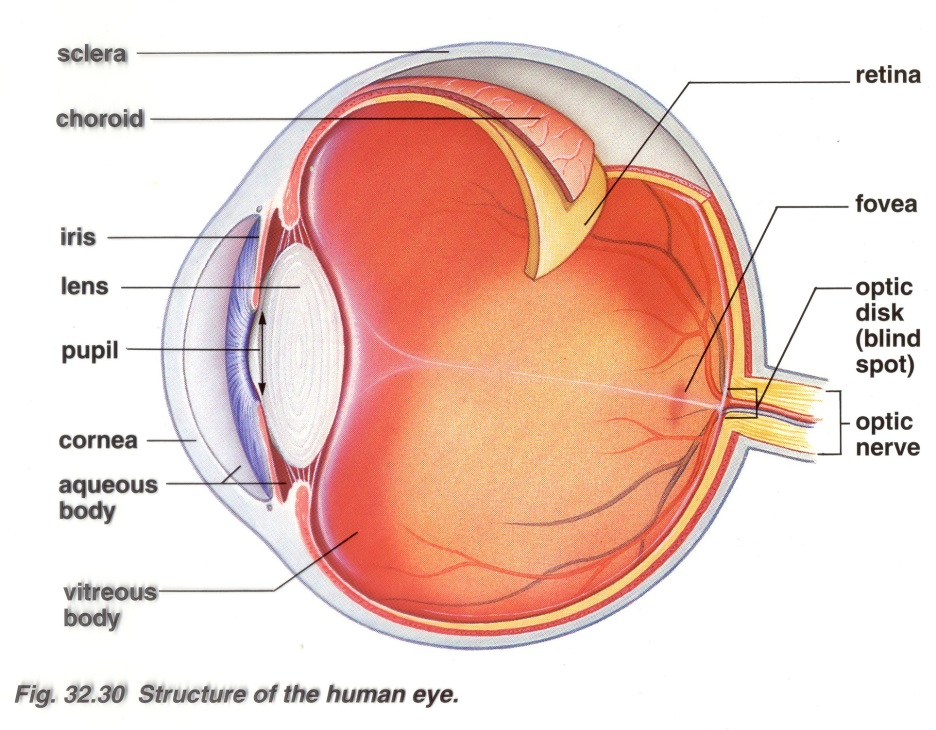 sclera
choroid
iris
lens
pupil
cornea
aqueous
body
vitreous
body
retina
fovea
optic
disk
(blind
spot)
optic
nerve
Fig. 32.30 Structure of the human eye.